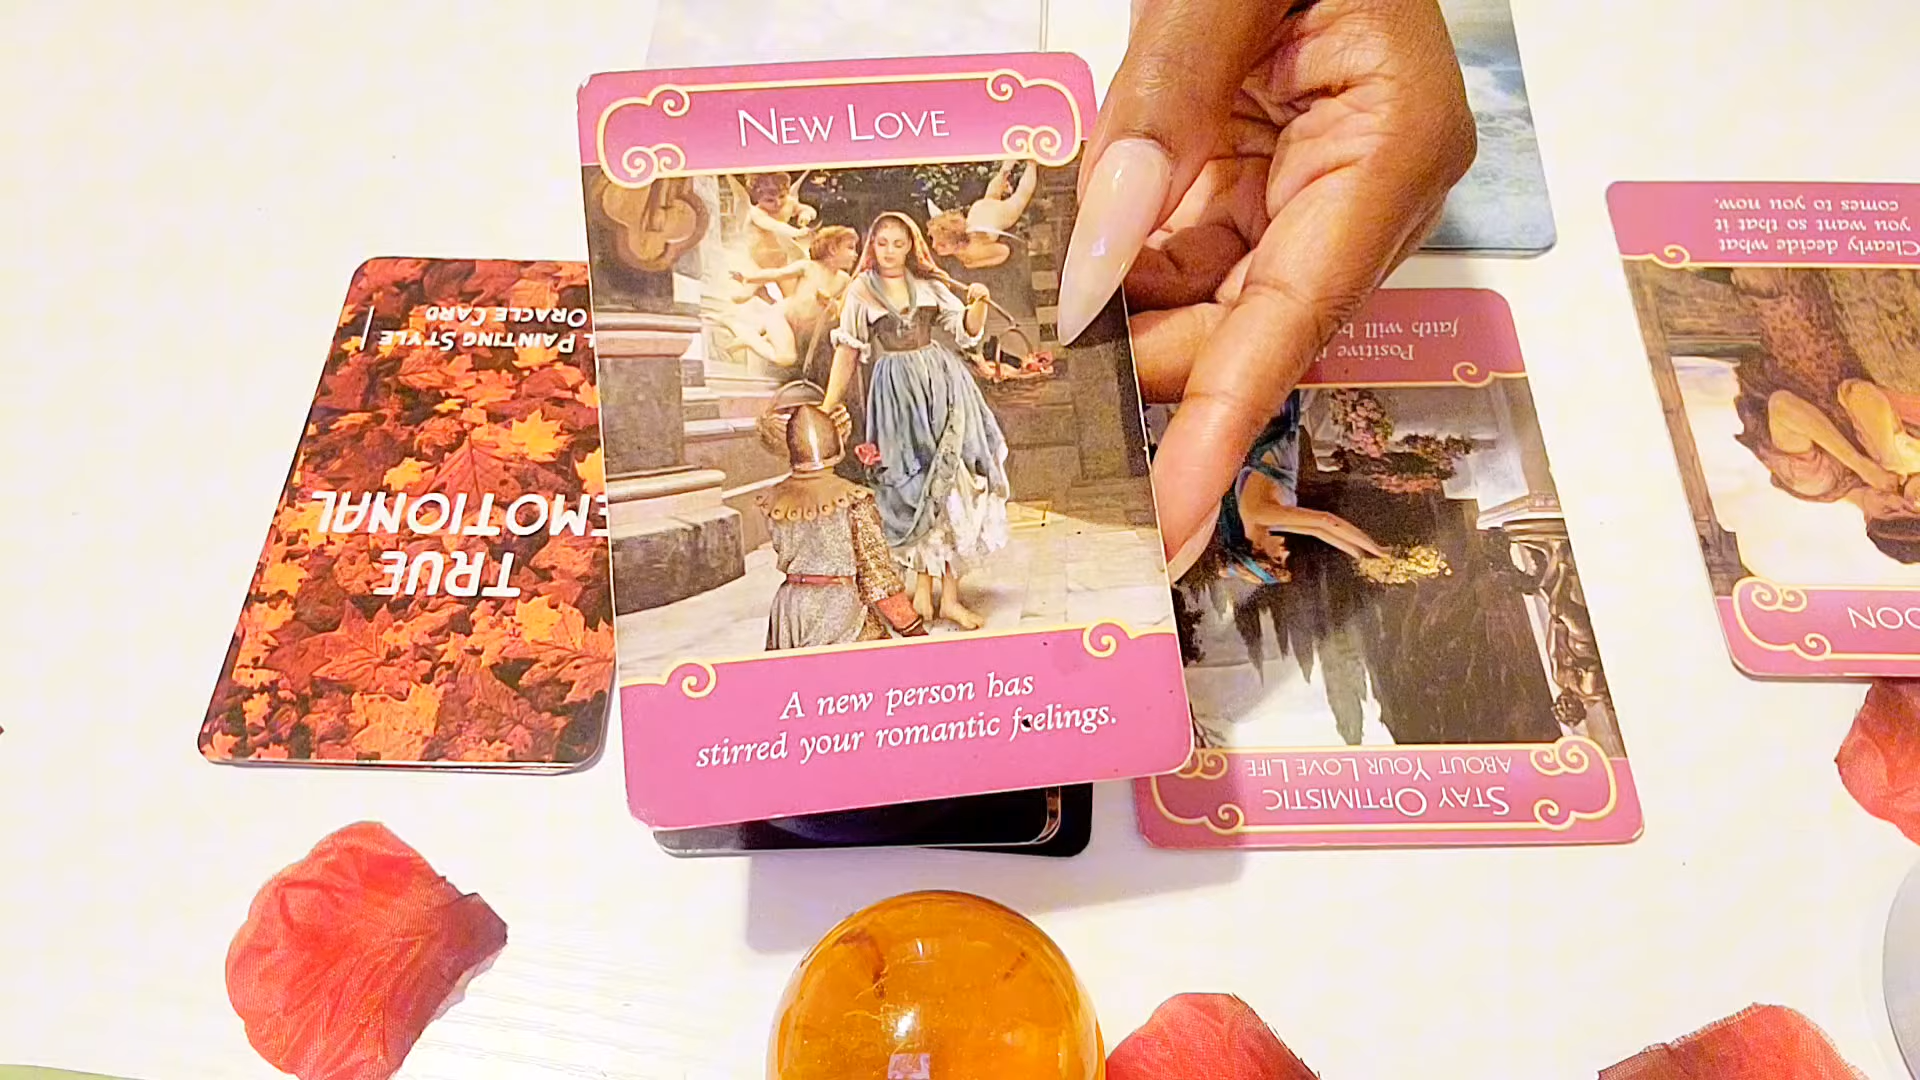 NEW LOVE
A new person has
stirred your romantic feelings.
TRUE
EMOTIONAL
PAINTING STYLE
ORACLE CARD
STAY OPTIMISTIC
ABOUT YOUR LOVE LIFE
Positive
faith will
Clearly decide what
you want so that it
comes to you now.